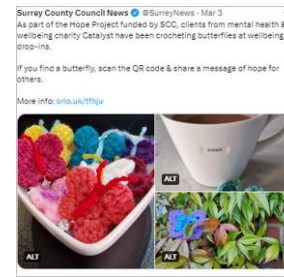 Surrey County Council News @SurreyNews · Mar 3
As part of the Hope Project funded by SCC, clients from mental health &
wellbeing charity Catalyst have been crocheting butterflies at wellbeing
drop-ins.
If you find a butterfly, scan the QR code & share a message of hope for
others.
More info: orlo.uk/tfhju
ALT
ALT
ALT